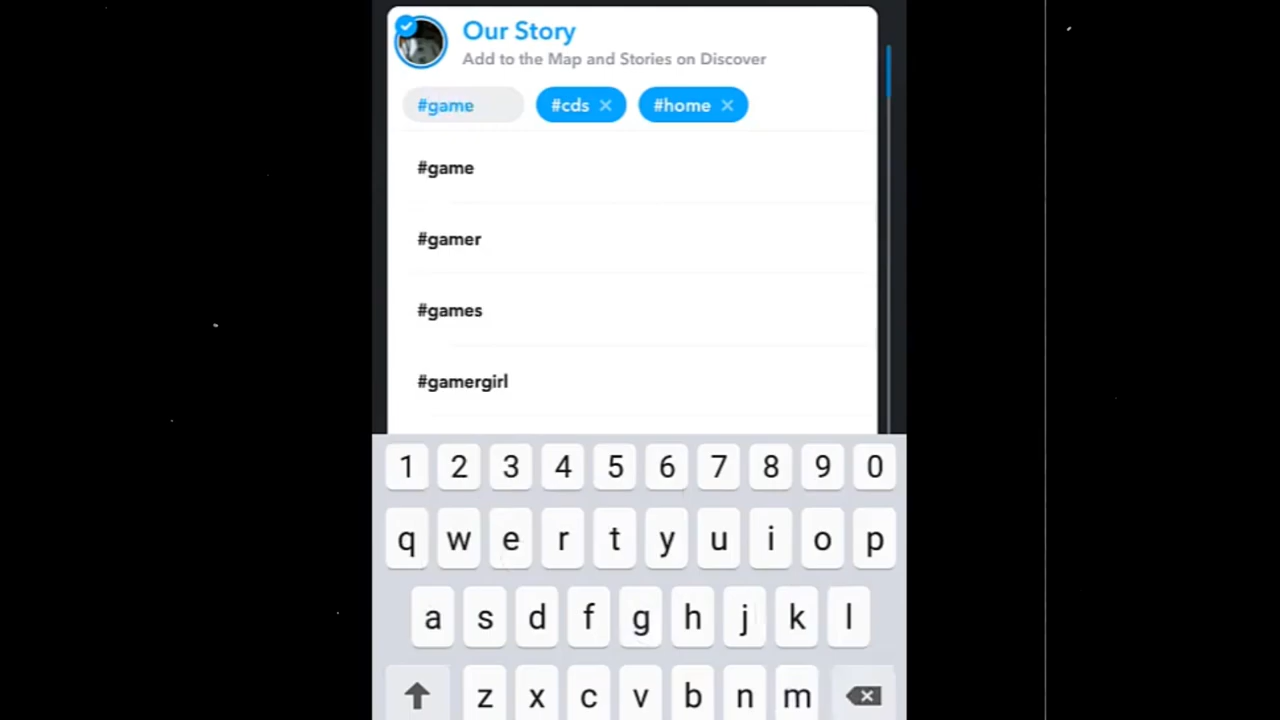 Our Story
Add to the Map and Stories on Discover
#game #cds × #home ×
#game
#gamer
#games
#gamergirl
1 2 3 4 5 6 7 8 9 0
q w e r t y u i o p
a s d f g h j k l
z x c v b n m